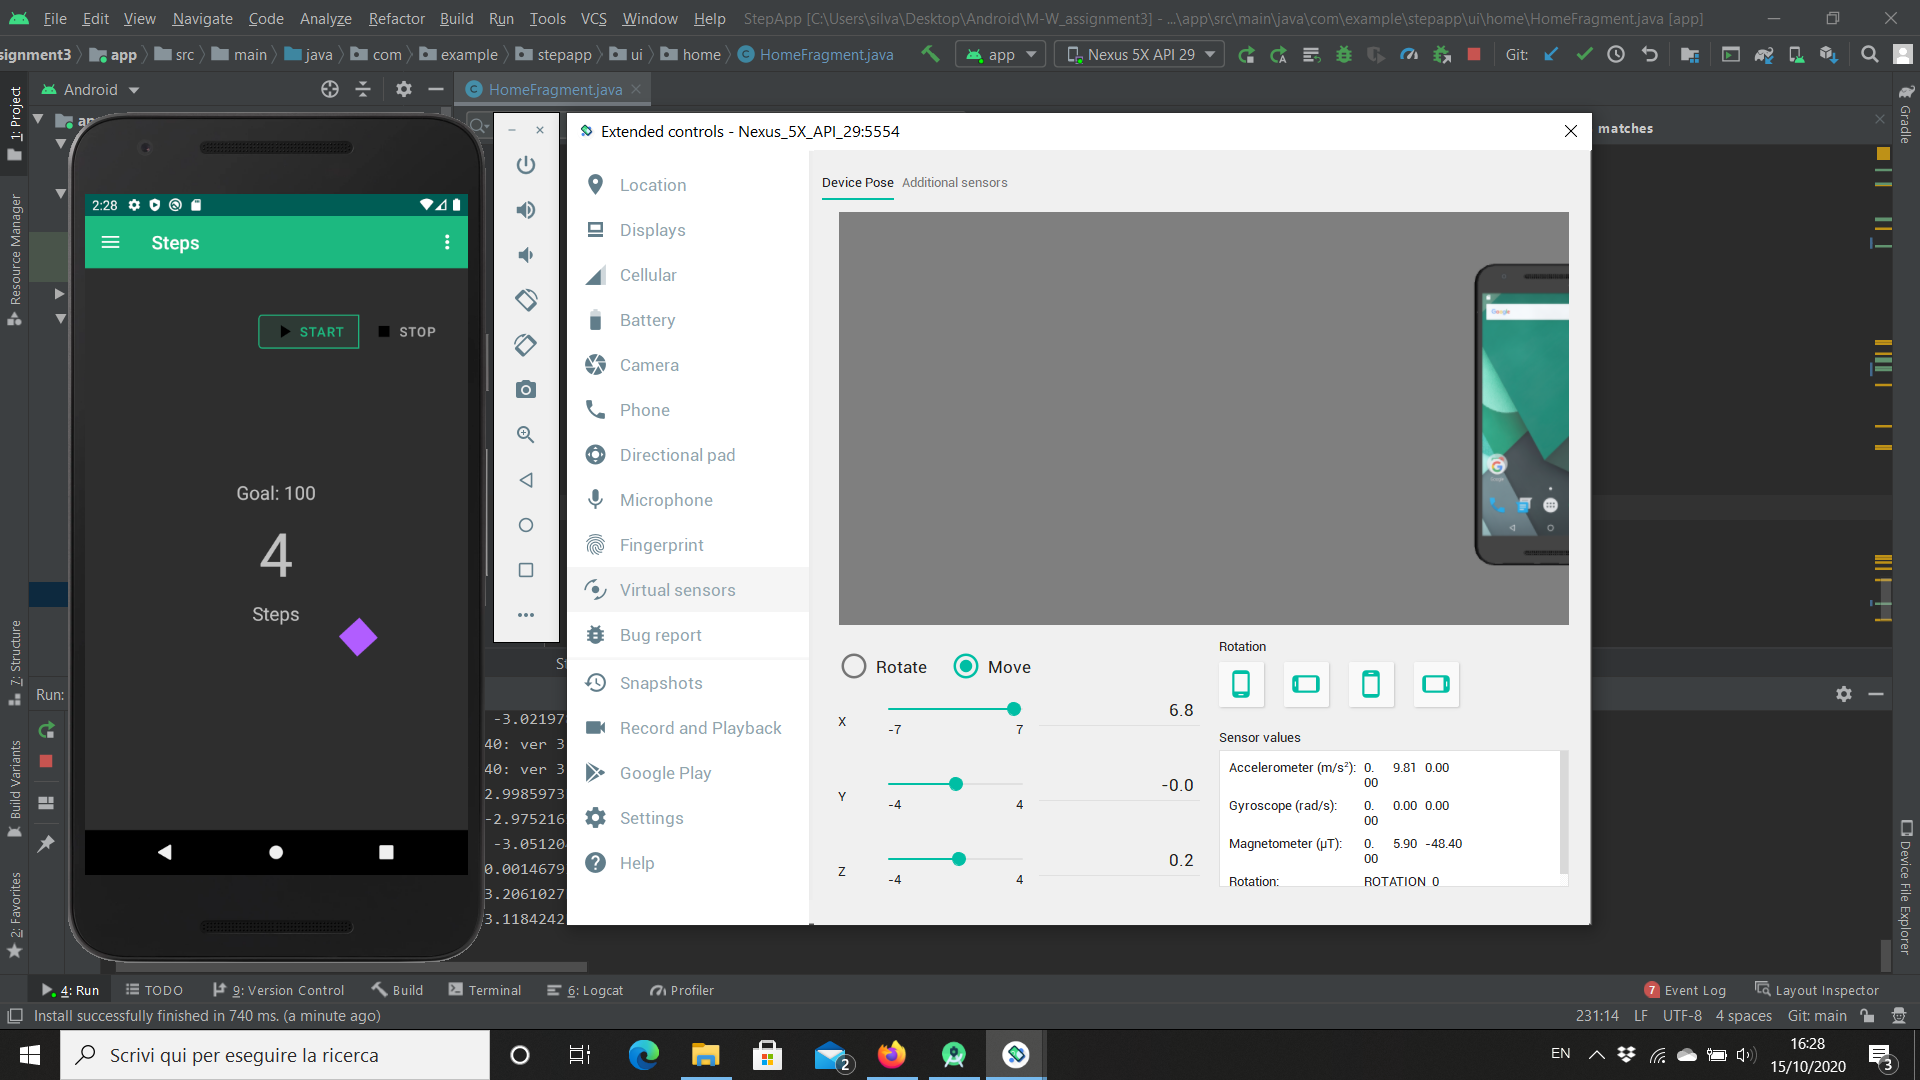 File Edit View Navigate Code Analyze Refactor Build Run Tools VCS Window Help StepApp [C:\Users\silva\Desktop\Android\M-W_assignment3] - ...\app\src\main\java\com\example\stepapp\ui\home\HomeFragment.java [app]
signment3 app src main java com example stepapp ui home HomeFragment.java app Nexus 5X API 29 Git:
Android HomeFragment.java
1: Project
Resource Manager
7: Structure
Build Variants
2: Favorites
Gradle
Device File Explorer
matches
2:28
Steps
START STOP
Goal: 100
4
Steps
Extended controls - Nexus_5X_API_29:5554
Location
Displays
Cellular
Battery
Camera
Phone
Directional pad
Microphone
Fingerprint
Virtual sensors
Bug report
Snapshots
Record and Playback
Google Play
Settings
Help
Device Pose Additional sensors
Google
Rotate Move
X 6.8
-7 7
Y -0.0
-4 4
Z 0.2
-4 4
Rotation
Sensor values
Accelerometer (m/s²): 0.00 9.81 0.00
Gyroscope (rad/s): 0.00 0.00 0.00
Magnetometer (μT): 0.00 5.90 -48.40
Rotation: ROTATION_0
Run:
-3.02197
40: ver 3
40: ver 3
2.998597
-2.97521
-3.05120
0.001467
3.206102
3.118424
4: Run TODO 9: Version Control Build Terminal 6: Logcat Profiler 7 Event Log Layout Inspector
Install successfully finished in 740 ms. (a minute ago) 231:14 LF UTF-8 4 spaces Git: main
Scrivi qui per eseguire la ricerca 2 EN 16:28
15/10/2020 3